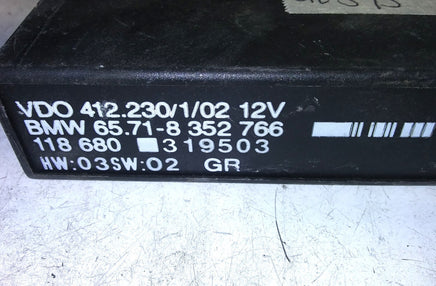 VDO 412.230/1/02 12V
BMW 65.71-8 352 766
118 680 319503
HW:03SW:02 GR